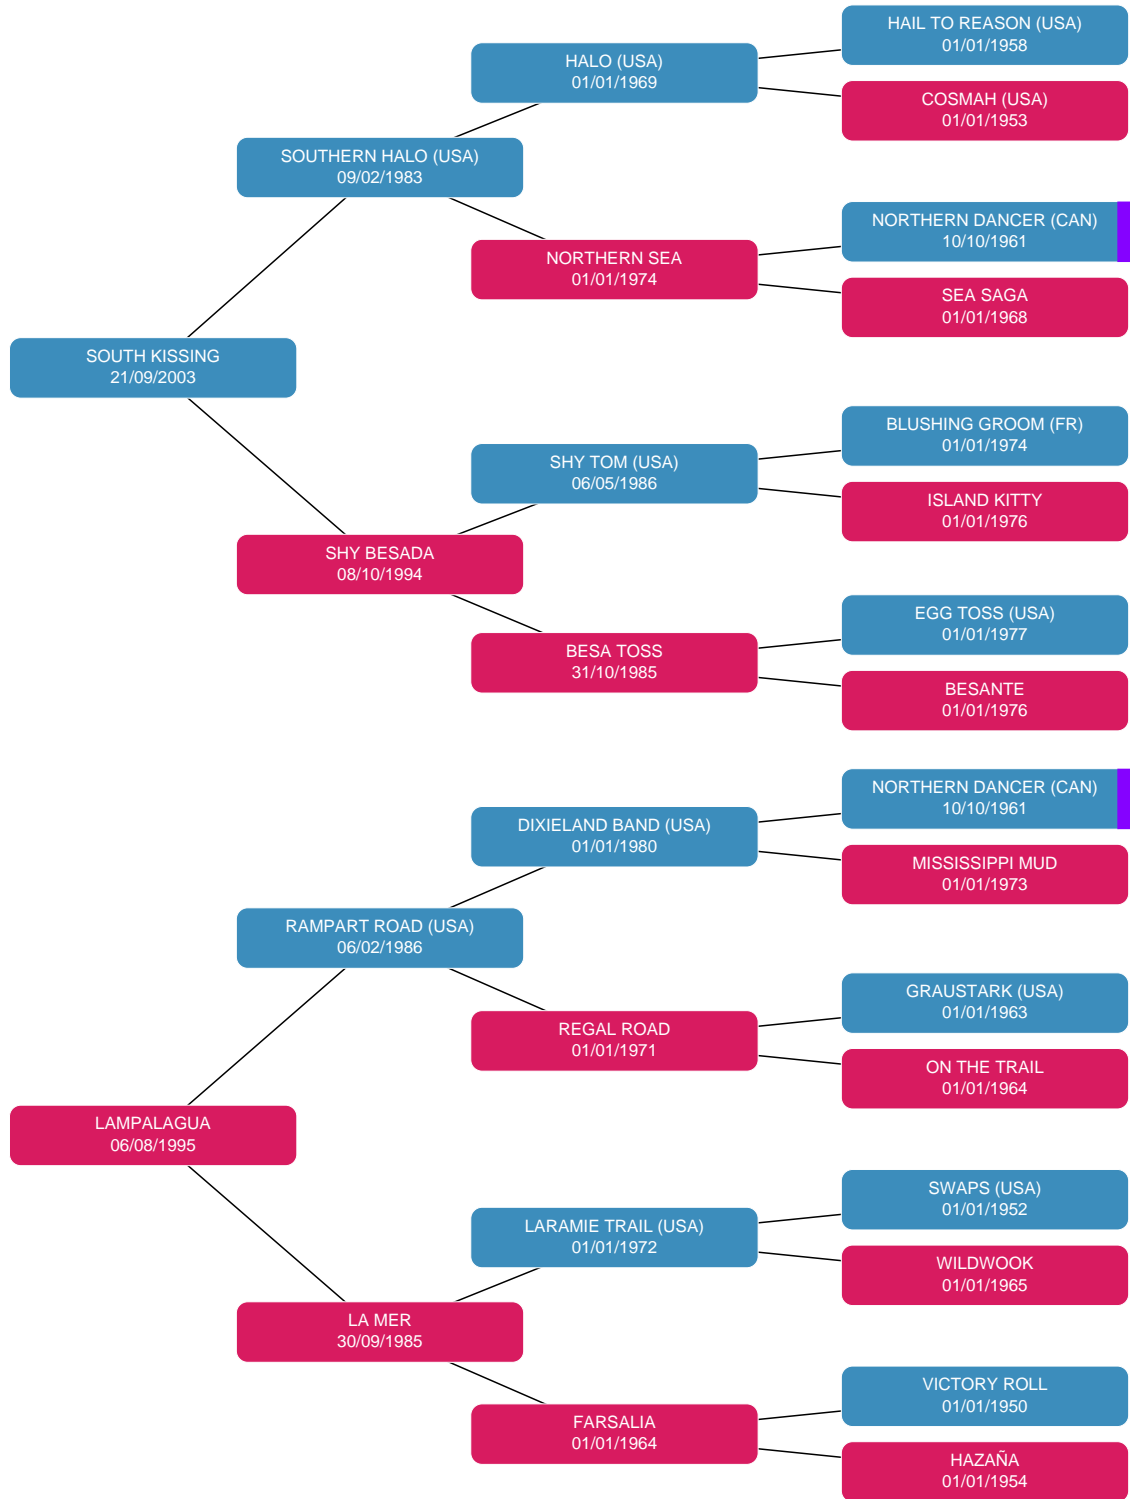 HAIL TO REASON (USA)
01/01/1958
HALO (USA)
01/01/1969
COSMAH (USA)
01/01/1953
SOUTHERN HALO (USA)
09/02/1983
NORTHERN DANCER (CAN)
10/10/1961
NORTHERN SEA
01/01/1974
SEA SAGA
01/01/1968
SOUTH KISSING
21/09/2003
BLUSHING GROOM (FR)
01/01/1974
SHY TOM (USA)
06/05/1986
ISLAND KITTY
01/01/1976
SHY BESADA
08/10/1994
EGG TOSS (USA)
01/01/1977
BESA TOSS
31/10/1985
BESANTE
01/01/1976
NORTHERN DANCER (CAN)
10/10/1961
DIXIELAND BAND (USA)
01/01/1980
MISSISSIPPI MUD
01/01/1973
RAMPART ROAD (USA)
06/02/1986
GRAUSTARK (USA)
01/01/1963
REGAL ROAD
01/01/1971
ON THE TRAIL
01/01/1964
LAMPALAGUA
06/08/1995
SWAPS (USA)
01/01/1952
LARAMIE TRAIL (USA)
01/01/1972
WILDWOOK
01/01/1965
LA MER
30/09/1985
VICTORY ROLL
01/01/1950
FARSALIA
01/01/1964
HAZAÑA
01/01/1954